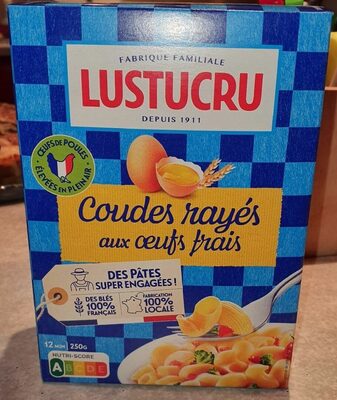 FABRIQUE FAMILIALE
LUSTUCRU
DEPUIS 1911
ŒUFS DE POULES
ÉLEVÉES EN PLEIN AIR
Coudes rayés
aux œufs frais
DES PÂTES
SUPER ENGAGÉES !
DES BLÉS
100%
FRANÇAIS
FABRICATION
100%
LOCALE
12 MIN 250G
NUTRI-SCORE
A B C D E